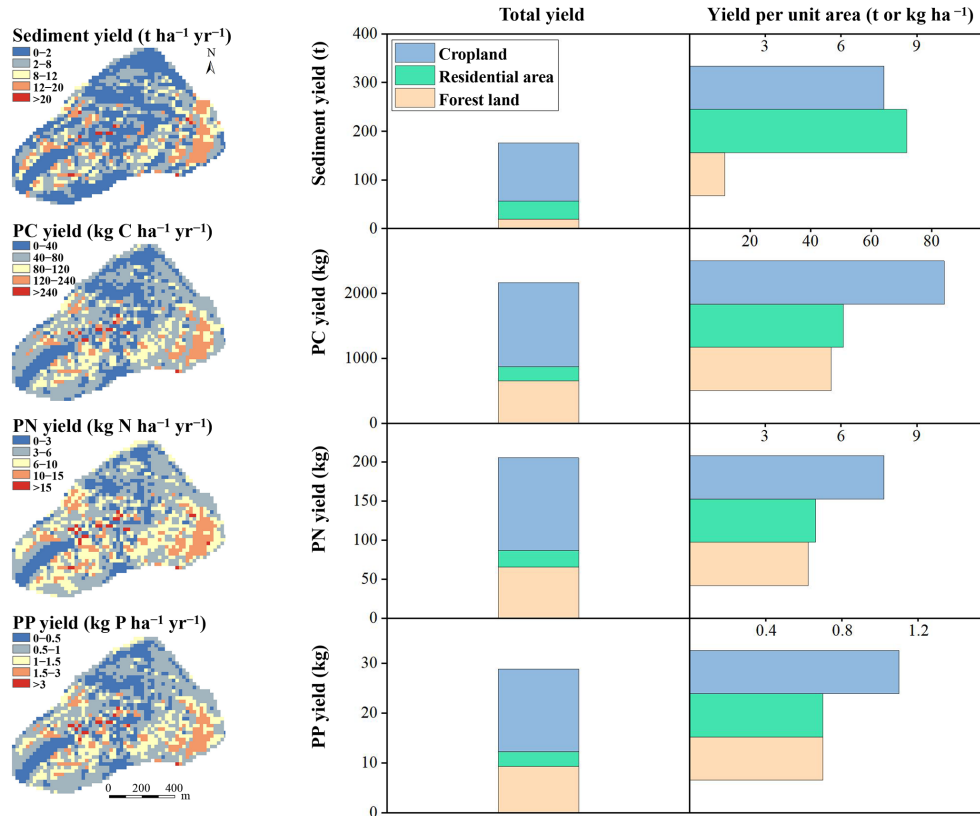 Sediment yield (t ha⁻¹ yr⁻¹)
0–2
2–8
8–12
12–20
>20
N
PC yield (kg C ha⁻¹ yr⁻¹)
0–40
40–80
80–120
120–240
>240
PN yield (kg N ha⁻¹ yr⁻¹)
0–3
3–6
6–10
10–15
>15
PP yield (kg P ha⁻¹ yr⁻¹)
0–0.5
0.5–1
1–1.5
1.5–3
>3
0 200 400
m
Total yield
Yield per unit area (t or kg ha⁻¹)
Sediment yield (t)
400
300
200
100
0
Cropland
Residential area
Forest land
3 6 9
PC yield (kg)
2000
1000
0
20 40 60 80
PN yield (kg)
200
150
100
50
0
3 6 9
PP yield (kg)
30
20
10
0
0.4 0.8 1.2